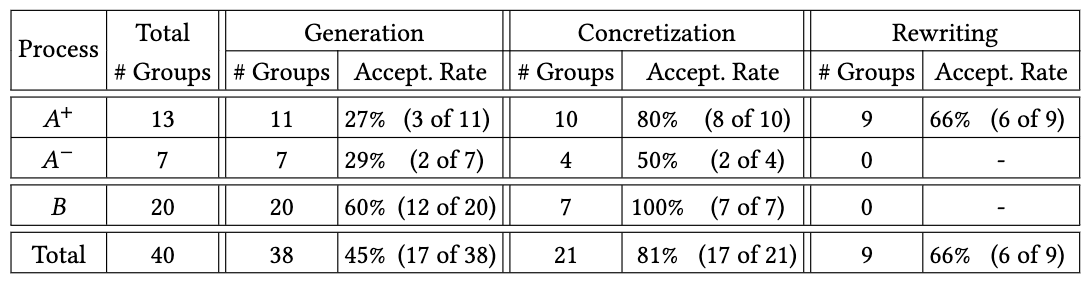 Process Total # Groups Generation Concretization Rewriting
# Groups Accept. Rate # Groups Accept. Rate # Groups Accept. Rate
A⁺ 13 11 27% (3 of 11) 10 80% (8 of 10) 9 66% (6 of 9)
A⁻ 7 7 29% (2 of 7) 4 50% (2 of 4) 0 -
B 20 20 60% (12 of 20) 7 100% (7 of 7) 0 -
Total 40 38 45% (17 of 38) 21 81% (17 of 21) 9 66% (6 of 9)